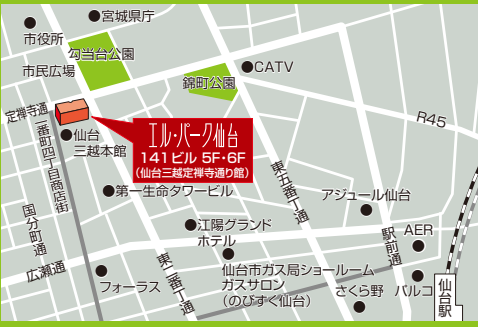 宮城県庁
市役所
勾当台公園
市民広場
錦町公園
CATV
定禅寺通
R45
エル・パーク仙台
141ビル 5F・6F
(仙台三越定禅寺通り館)
仙台
三越本館
一番町四丁目商店街
第一生命タワービル
東五番丁通
アジュール仙台
国分町通
江陽グランド
ホテル
駅前通
AER
広瀬通
フォーラス
東二番丁通
仙台市ガス局ショールーム
ガスサロン
(のびすく仙台)
さくら野
パルコ
仙台駅